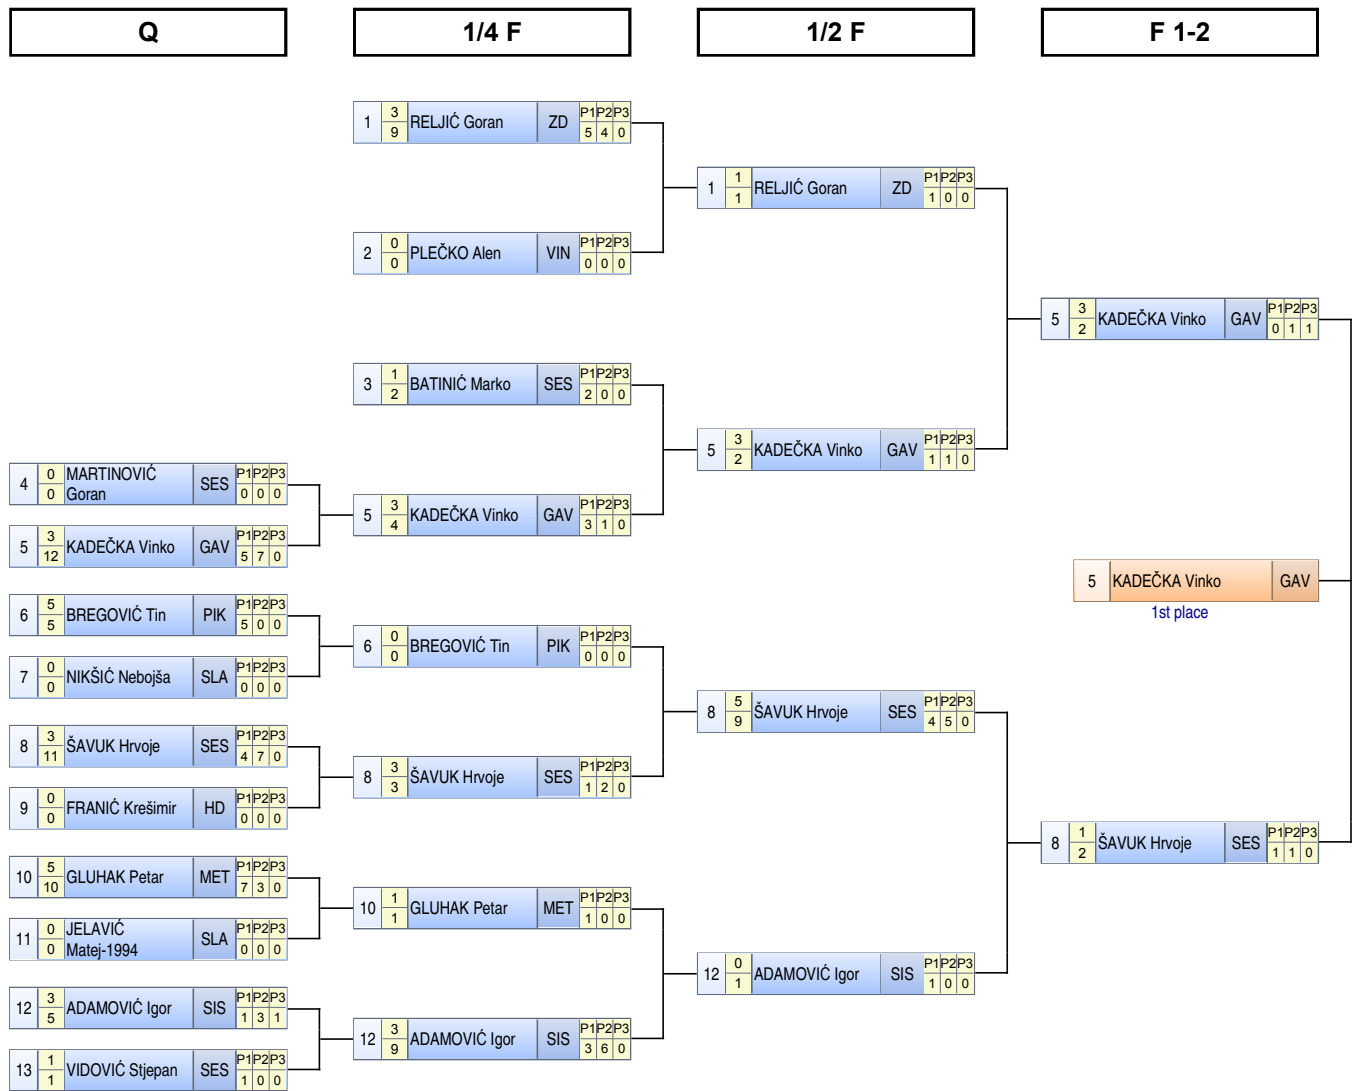 Q
1/4 F
1/2 F
F 1-2
1 3 9 RELJIĆ Goran ZD P1 P2 P3 5 4 0
1 1 1 RELJIĆ Goran ZD P1 P2 P3 1 0 0
2 0 0 PLEČKO Alen VIN P1 P2 P3 0 0 0
5 3 2 KADEČKA Vinko GAV P1 P2 P3 0 1 1
3 1 2 BATINIĆ Marko SES P1 P2 P3 2 0 0
5 3 2 KADEČKA Vinko GAV P1 P2 P3 1 1 0
4 0 0 MARTINOVIĆ
Goran SES P1 P2 P3 0 0 0
5 3 4 KADEČKA Vinko GAV P1 P2 P3 3 1 0
5 3 12 KADEČKA Vinko GAV P1 P2 P3 5 7 0
5 KADEČKA Vinko GAV
1st place
6 5 5 BREGOVIĆ Tin PIK P1 P2 P3 5 0 0
6 0 0 BREGOVIĆ Tin PIK P1 P2 P3 0 0 0
7 0 0 NIKŠIĆ Nebojša SLA P1 P2 P3 0 0 0
8 5 9 ŠAVUK Hrvoje SES P1 P2 P3 4 5 0
8 3 11 ŠAVUK Hrvoje SES P1 P2 P3 4 7 0
8 3 3 ŠAVUK Hrvoje SES P1 P2 P3 1 2 0
9 0 0 FRANIĆ Krešimir HD P1 P2 P3 0 0 0
8 1 2 ŠAVUK Hrvoje SES P1 P2 P3 1 1 0
10 5 10 GLUHAK Petar MET P1 P2 P3 7 3 0
10 1 1 GLUHAK Petar MET P1 P2 P3 1 0 0
11 0 0 JELAVIĆ
Matej-1994 SLA P1 P2 P3 0 0 0
12 0 1 ADAMOVIĆ Igor SIS P1 P2 P3 1 0 0
12 3 5 ADAMOVIĆ Igor SIS P1 P2 P3 1 3 1
12 3 9 ADAMOVIĆ Igor SIS P1 P2 P3 3 6 0
13 1 1 VIDOVIĆ Stjepan SES P1 P2 P3 1 0 0